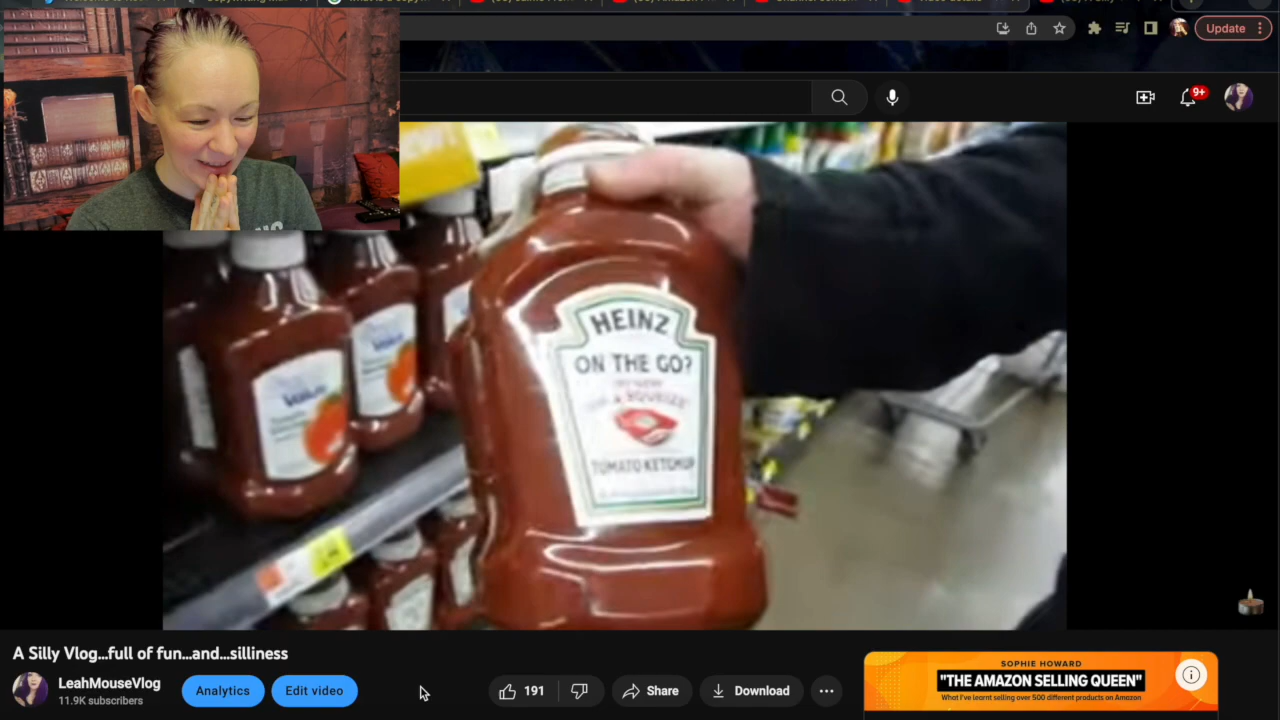 Update
9+
HEINZ
ON THE GO?
TOMATO KETCHUP
Value
A Silly Vlog...full of fun...and...silliness
LeahMouseVlog
11.9K subscribers
Analytics
Edit video
191
Share
Download
SOPHIE HOWARD
"THE AMAZON SELLING QUEEN"
What I've learnt selling over 500 different products on Amazon